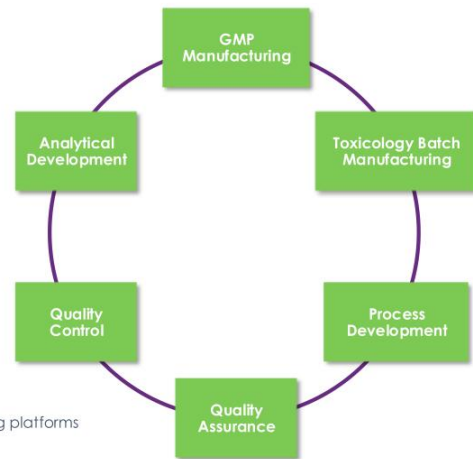 GMP
Manufacturing
Analytical
Development
Toxicology Batch
Manufacturing
Quality
Control
Process
Development
Quality
Assurance
platforms